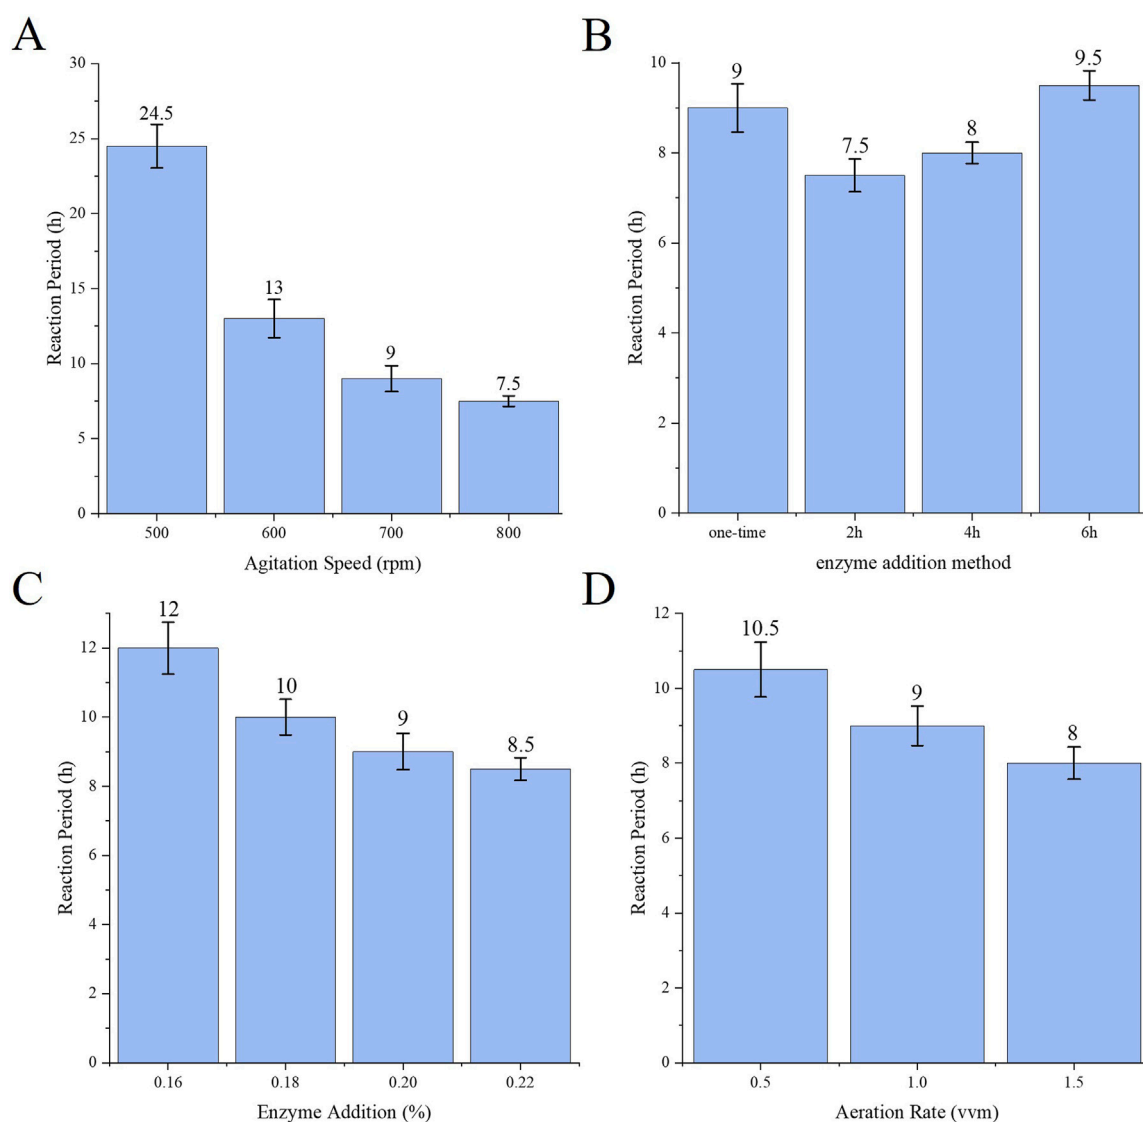 A
30
25
20
15
10
5
0
24.5
13
9
7.5
500 600 700 800
Reaction Period (h)
Agitation Speed (rpm)
B
10
8
6
4
2
0
9
7.5
8
9.5
one-time 2h 4h 6h
Reaction Period (h)
enzyme addition method
C
12
10
8
6
4
2
0
12
10
9
8.5
0.16 0.18 0.20 0.22
Reaction Period (h)
Enzyme Addition (%)
D
12
10
8
6
4
2
0
10.5
9
8
0.5 1.0 1.5
Reaction Period (h)
Aeration Rate (vvm)